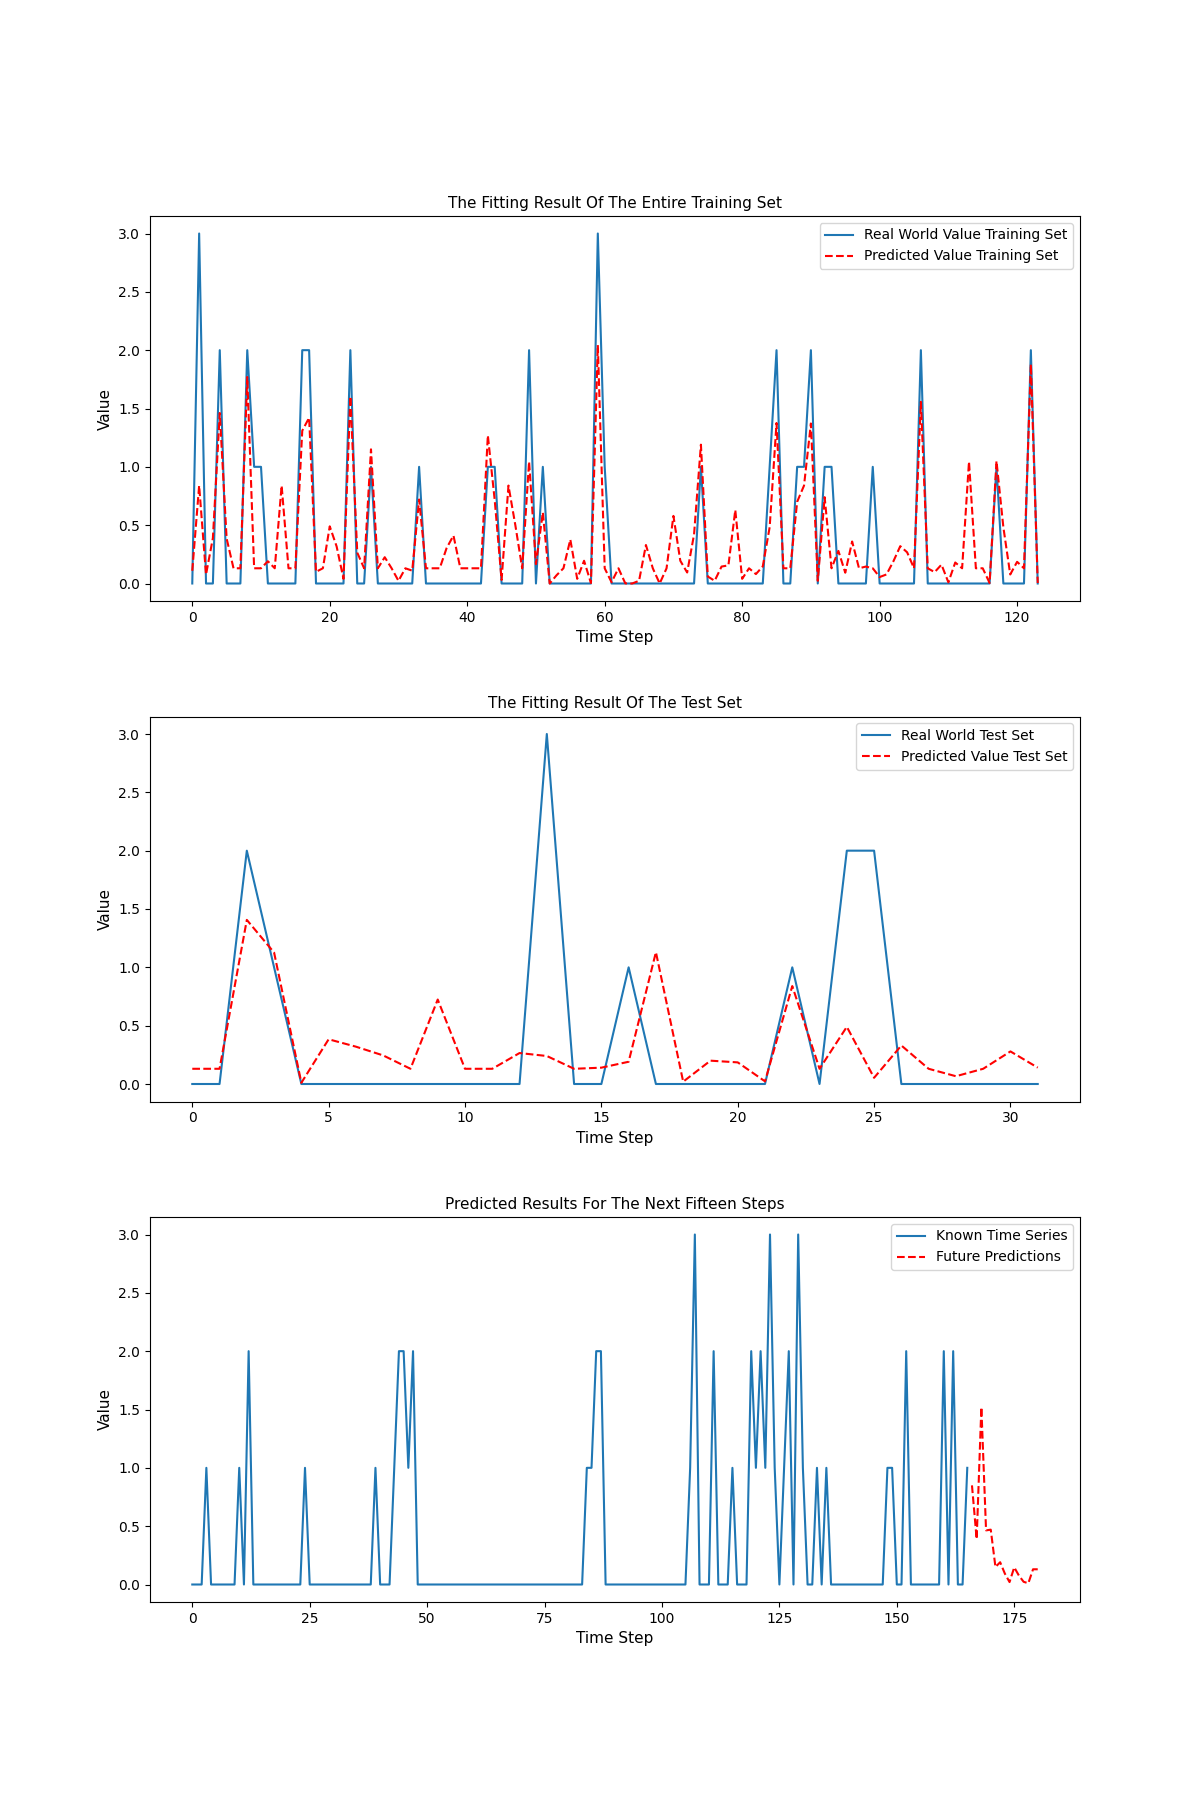 The Fitting Result Of The Entire Training Set
Real World Value Training Set
Predicted Value Training Set
3.0
2.5
2.0
1.5
1.0
0.5
0.0
Value
0 20 40 60 80 100 120
Time Step
The Fitting Result Of The Test Set
Real World Test Set
Predicted Value Test Set
3.0
2.5
2.0
1.5
1.0
0.5
0.0
Value
0 5 10 15 20 25 30
Time Step
Predicted Results For The Next Fifteen Steps
Known Time Series
Future Predictions
3.0
2.5
2.0
1.5
1.0
0.5
0.0
Value
0 25 50 75 100 125 150 175
Time Step